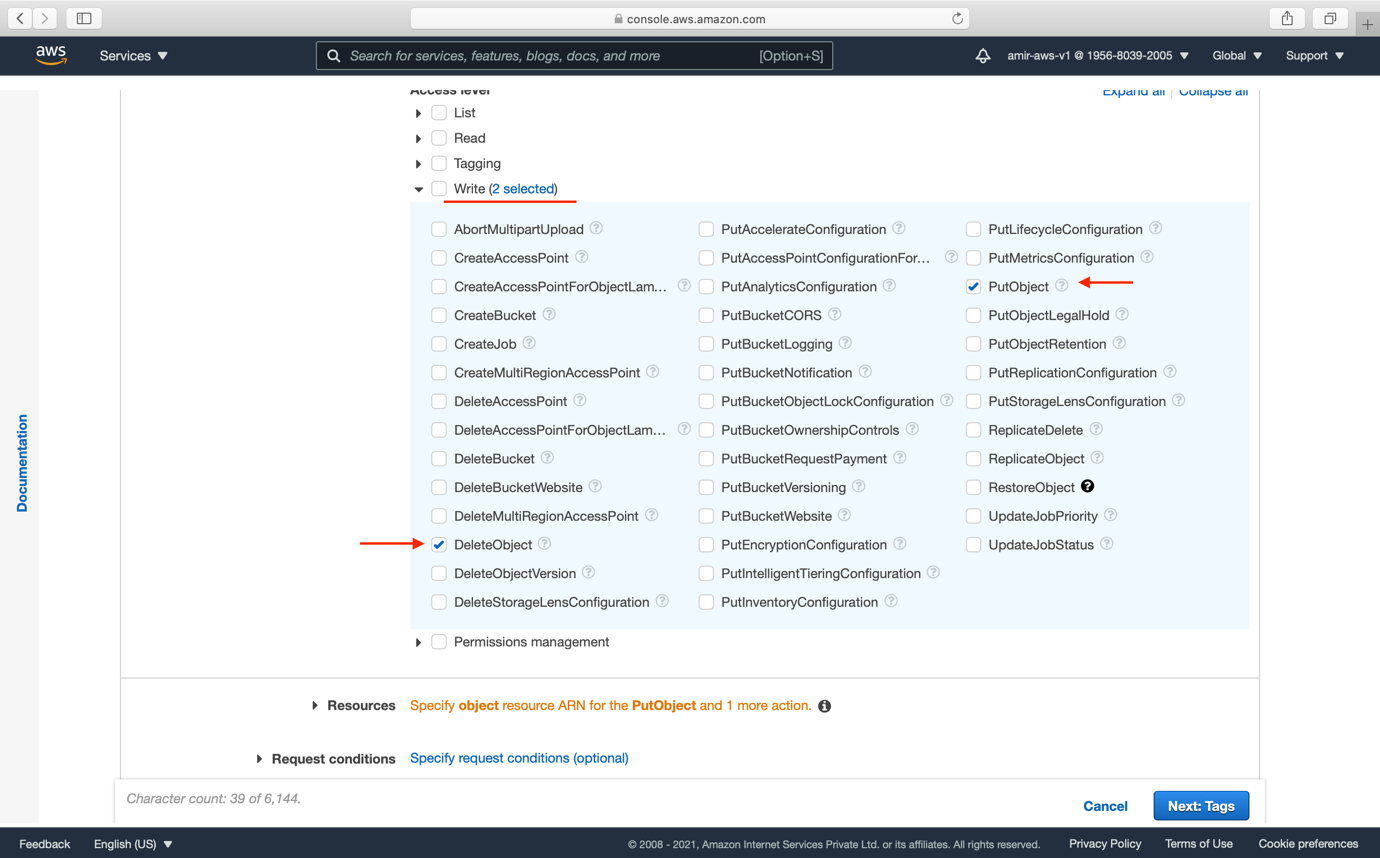 console.aws.amazon.com
aws Services Search for services, features, blogs, docs, and more [Option+S] amir-aws-v1 @ 1956-8039-2005 Global Support
Access level Expand all | Collapse all
List
Read
Tagging
Write (2 selected)
AbortMultipartUpload ? PutAccelerateConfiguration ? PutLifecycleConfiguration ?
CreateAccessPoint ? PutAccessPointConfigurationFor... ? PutMetricsConfiguration ?
CreateAccessPointForObjectLam... ? PutAnalyticsConfiguration ? PutObject ?
CreateBucket ? PutBucketCORS ? PutObjectLegalHold ?
CreateJob ? PutBucketLogging ? PutObjectRetention ?
CreateMultiRegionAccessPoint ? PutBucketNotification ? PutReplicationConfiguration ?
DeleteAccessPoint ? PutBucketObjectLockConfiguration ? PutStorageLensConfiguration ?
DeleteAccessPointForObjectLam... ? PutBucketOwnershipControls ? ReplicateDelete ?
DeleteBucket ? PutBucketRequestPayment ? ReplicateObject ?
DeleteBucketWebsite ? PutBucketVersioning ? RestoreObject ?
DeleteMultiRegionAccessPoint ? PutBucketWebsite ? UpdateJobPriority ?
DeleteObject ? PutEncryptionConfiguration ? UpdateJobStatus ?
DeleteObjectVersion ? PutIntelligentTieringConfiguration ?
DeleteStorageLensConfiguration ? PutInventoryConfiguration ?
Permissions management
Documentation
Resources Specify object resource ARN for the PutObject and 1 more action.
Request conditions Specify request conditions (optional)
Character count: 39 of 6,144.
Cancel Next: Tags
Feedback English (US) © 2008 - 2021, Amazon Internet Services Private Ltd. or its affiliates. All rights reserved. Privacy Policy Terms of Use Cookie preferences